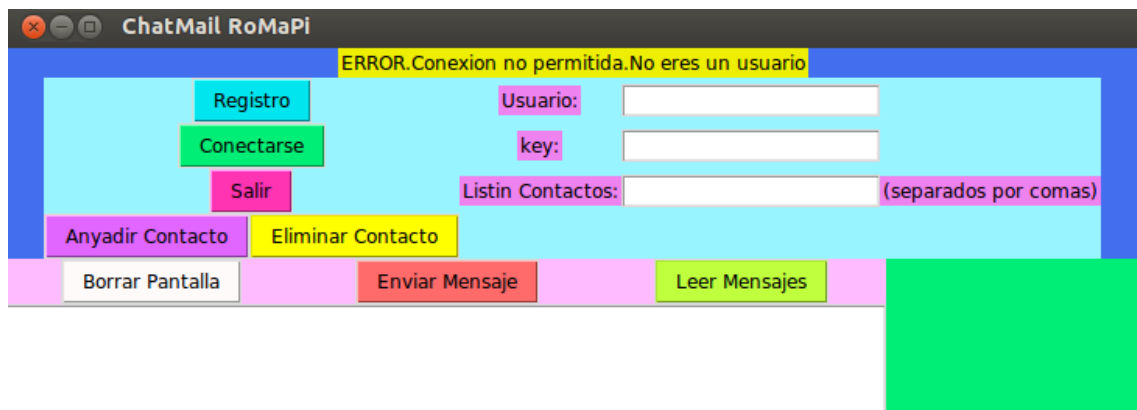 ChatMail RoMaPi
ERROR.Conexion no permitida.No eres un usuario
Registro Usuario:
Conectarse key:
Salir Listin Contactos: (separados por comas)
Anyadir Contacto Eliminar Contacto
Borrar Pantalla Enviar Mensaje Leer Mensajes